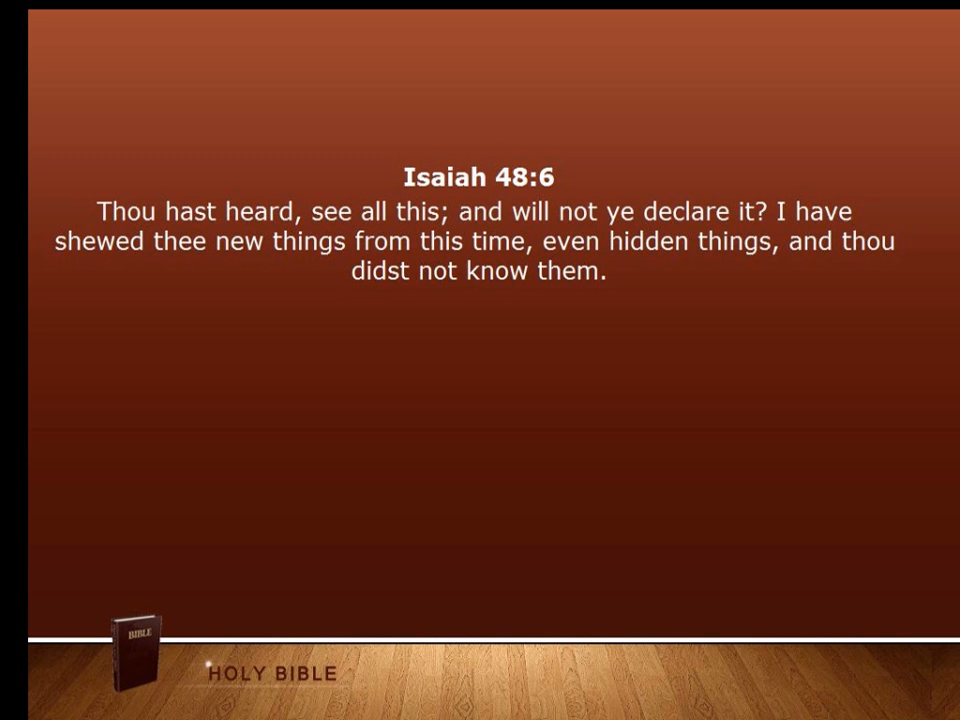 Isaiah 48:6
Thou hast heard, see all this; and will not ye declare it? I have
shewed thee new things from this time, even hidden things, and thou
didst not know them.
BIBLE
HOLY BIBLE